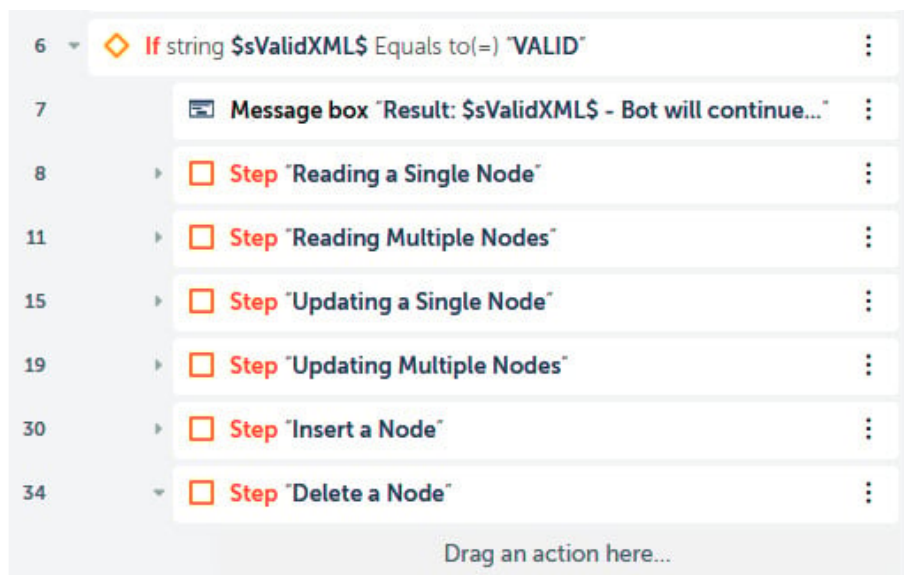 6 If string $sValidXML$ Equals to(=) "VALID"
7 Message box "Result: $sValidXML$ - Bot will continue..."
8 Step "Reading a Single Node"
11 Step "Reading Multiple Nodes"
15 Step "Updating a Single Node"
19 Step "Updating Multiple Nodes"
30 Step "Insert a Node"
34 Step "Delete a Node"
Drag an action here...